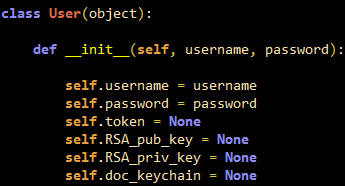 class User(object):
def __init__(self, username, password):
self.username = username
self.password = password
self.token = None
self.RSA_pub_key = None
self.RSA_priv_key = None
self.doc_keychain = None